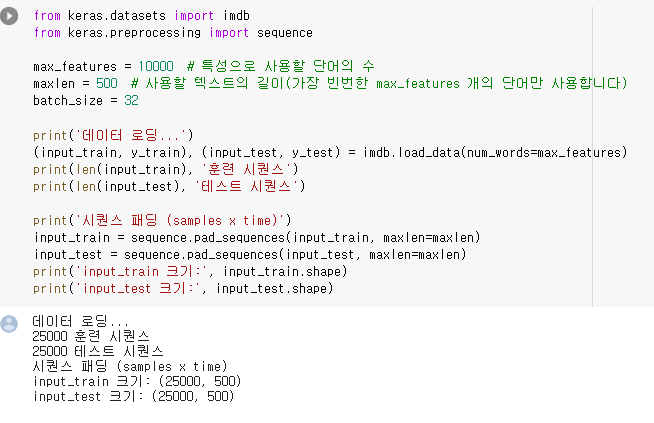 from keras.datasets import imdb
from keras.preprocessing import sequence
max_features = 10000  # 특성으로 사용할 단어의 수
maxlen = 500  # 사용할 텍스트의 길이(가장 빈번한 max_features 개의 단어만 사용합니다)
batch_size = 32
print('데이터 로딩...')
(input_train, y_train), (input_test, y_test) = imdb.load_data(num_words=max_features)
print(len(input_train), '훈련 시퀀스')
print(len(input_test), '테스트 시퀀스')
print('시퀀스 패딩 (samples x time)')
input_train = sequence.pad_sequences(input_train, maxlen=maxlen)
input_test = sequence.pad_sequences(input_test, maxlen=maxlen)
print('input_train 크기:', input_train.shape)
print('input_test 크기:', input_test.shape)
데이터 로딩...
25000 훈련 시퀀스
25000 테스트 시퀀스
시퀀스 패딩 (samples x time)
input_train 크기: (25000, 500)
input_test 크기: (25000, 500)